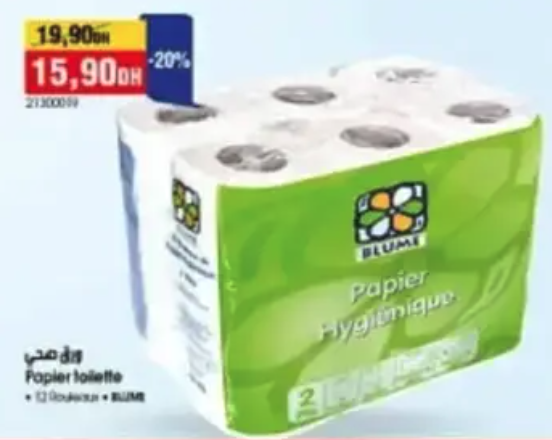 19,90DH
-20%
15,90DH
21300019
BLUME
Papier
Hygiénique
2
ورق صحي
Papier toilette
• 12 Rouleaux • BLUME